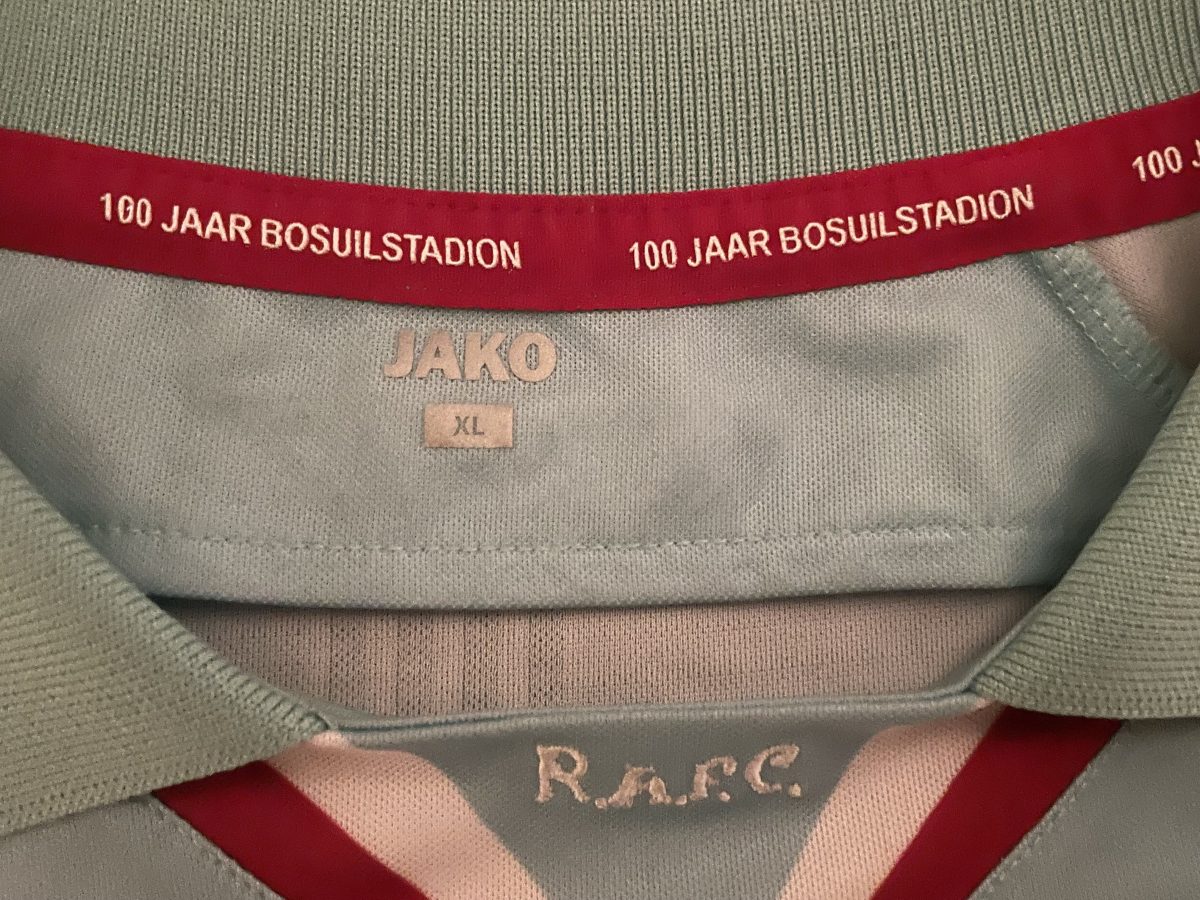 100 JAAR BOSUILSTADION 100 JAAR BOSUILSTADION 100 J
JAKO
XL
R.A.F.C.